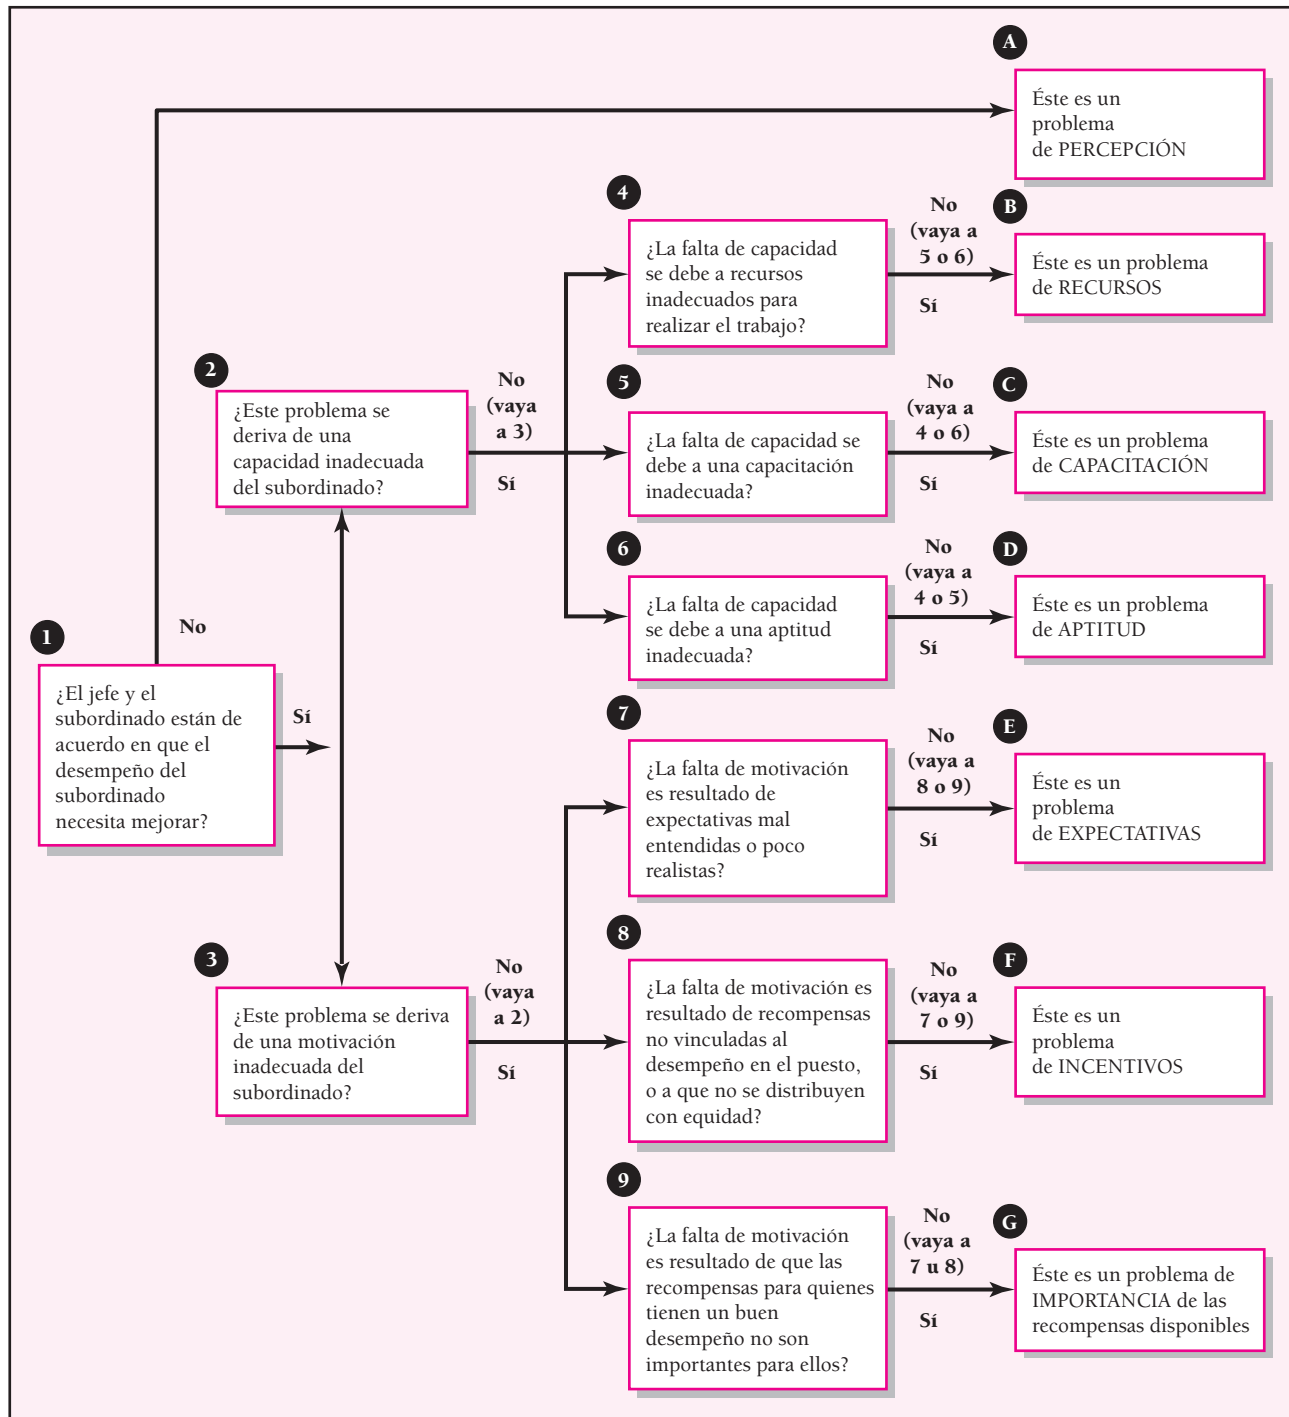 A
Éste es un
problema
de PERCEPCIÓN
4
¿La falta de capacidad
se debe a recursos
inadecuados para
realizar el trabajo?
No
(vaya a
5 o 6)
Sí
B
Éste es un problema
de RECURSOS
2
¿Este problema se
deriva de una
capacidad inadecuada
del subordinado?
No
(vaya
a 3)
Sí
5
¿La falta de capacidad se
debe a una capacitación
inadecuada?
No
(vaya a
4 o 6)
Sí
C
Éste es un problema
de CAPACITACIÓN
6
¿La falta de capacidad
se debe a una aptitud
inadecuada?
No
(vaya a
4 o 5)
Sí
D
Éste es un problema
de APTITUD
1
¿El jefe y el
subordinado están de
acuerdo en que el
desempeño del
subordinado
necesita mejorar?
No
Sí
7
¿La falta de motivación
es resultado de
expectativas mal
entendidas o poco
realistas?
No
(vaya a
8 o 9)
Sí
E
Éste es un
problema
de EXPECTATIVAS
3
¿Este problema se deriva
de una motivación
inadecuada del
subordinado?
No
(vaya
a 2)
Sí
8
¿La falta de motivación es
resultado de recompensas
no vinculadas al
desempeño en el puesto,
o a que no se distribuyen
con equidad?
No
(vaya a
7 o 9)
Sí
F
Éste es un
problema
de INCENTIVOS
9
¿La falta de motivación
es resultado de que las
recompensas para quienes
tienen un buen
desempeño no son
importantes para ellos?
No
(vaya a
7 u 8)
Sí
G
Éste es un problema de
IMPORTANCIA de las
recompensas disponibles